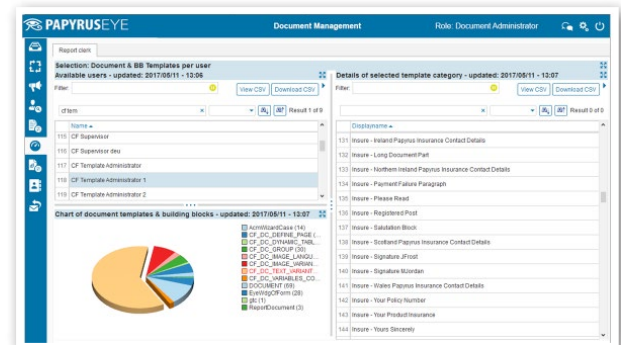 PAPYRUSEYE
Document Management
Role: Document Administrator
Report client
Selection: Document & BB Templates per user
Available users - updated: 2017/05/11 - 13:06
Filter:
View CSV
Download CSV
cf tem
Result 1 of 9
Name
115 CF Supervisor
116 CF Supervisor deu
117 CF Template Administrator
118 CF Template Administrator 1
119 CF Template Administrator 2
Chart of document templates & building blocks - updated: 2017/05/11 - 13:07
AcmWizardCase (14)
CF_DC_DEFINE_PAGE (...
CF_DC_DYNAMIC_TABL...
CF_DC_GROUP (30)
CF_DC_IMAGE_LANGU...
CF_DC_IMAGE_VARIAN...
CF_DC_TEXT_VARIANT...
CF_DC_VARIABLES_CO...
DOCUMENT (69)
EyeWdgOfForm (28)
gtc (1)
ReportDocument (3)
Details of selected template category - updated: 2017/05/11 - 13:07
Filter:
View CSV
Download CSV
Result 0 of 0
Displayname
131 Insure - Ireland Papyrus Insurance Contact Details
132 Insure - Long Document Part
133 Insure - Northern Ireland Papyrus Insurance Contact Details
134 Insure - Payment Failure Paragraph
135 Insure - Please Read
136 Insure - Registered Post
137 Insure - Salutation Block
138 Insure - Scotland Papyrus Insurance Contact Details
139 Insure - Signature JFrost
140 Insure - Signature MJordan
141 Insure - Wales Papyrus Insurance Contact Details
142 Insure - Your Policy Number
143 Insure - Your Product Insurance
144 Insure - Yours Sincerely